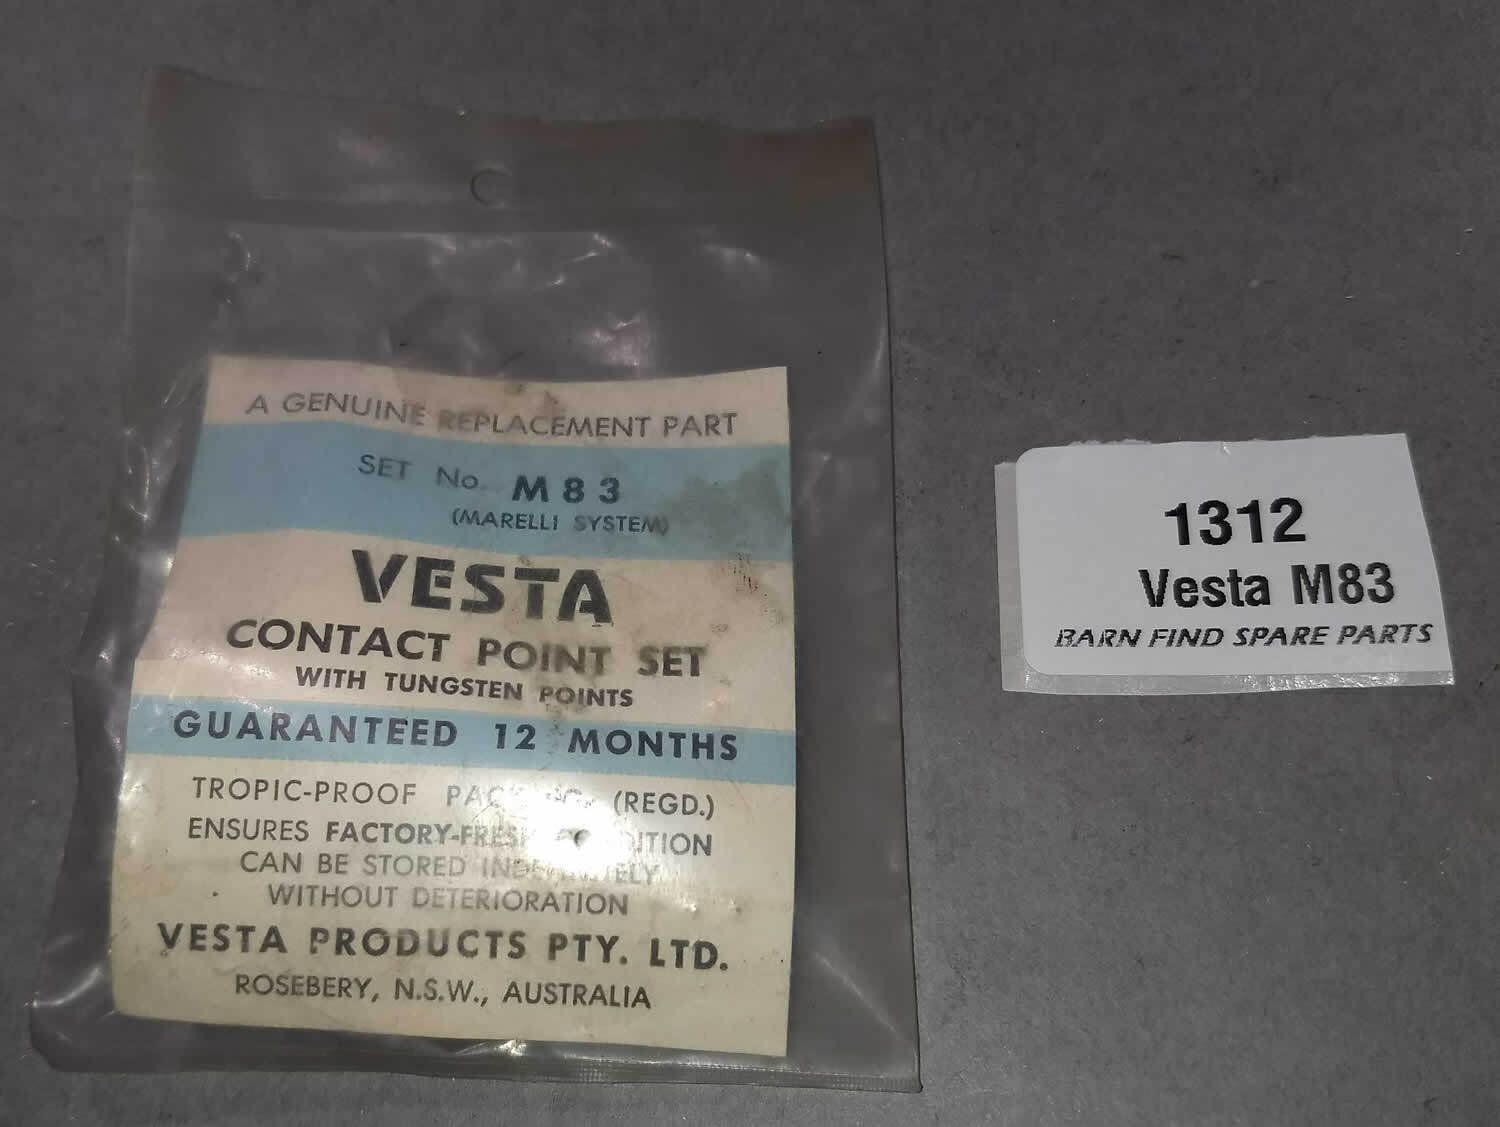 A GENUINE REPLACEMENT PART
SET No. M83
(MARELLI SYSTEM)
VESTA
CONTACT POINT SET
WITH TUNGSTEN POINTS
GUARANTEED 12 MONTHS
TROPIC-PROOF (REGD.)
ENSURES FACTORY-FRESH
CAN BE STORED
WITHOUT DETERIORATION
VESTA PRODUCTS PTY. LTD.
ROSEBERY, N.S.W., AUSTRALIA
1312
Vesta M83
BARN FIND SPARE PARTS